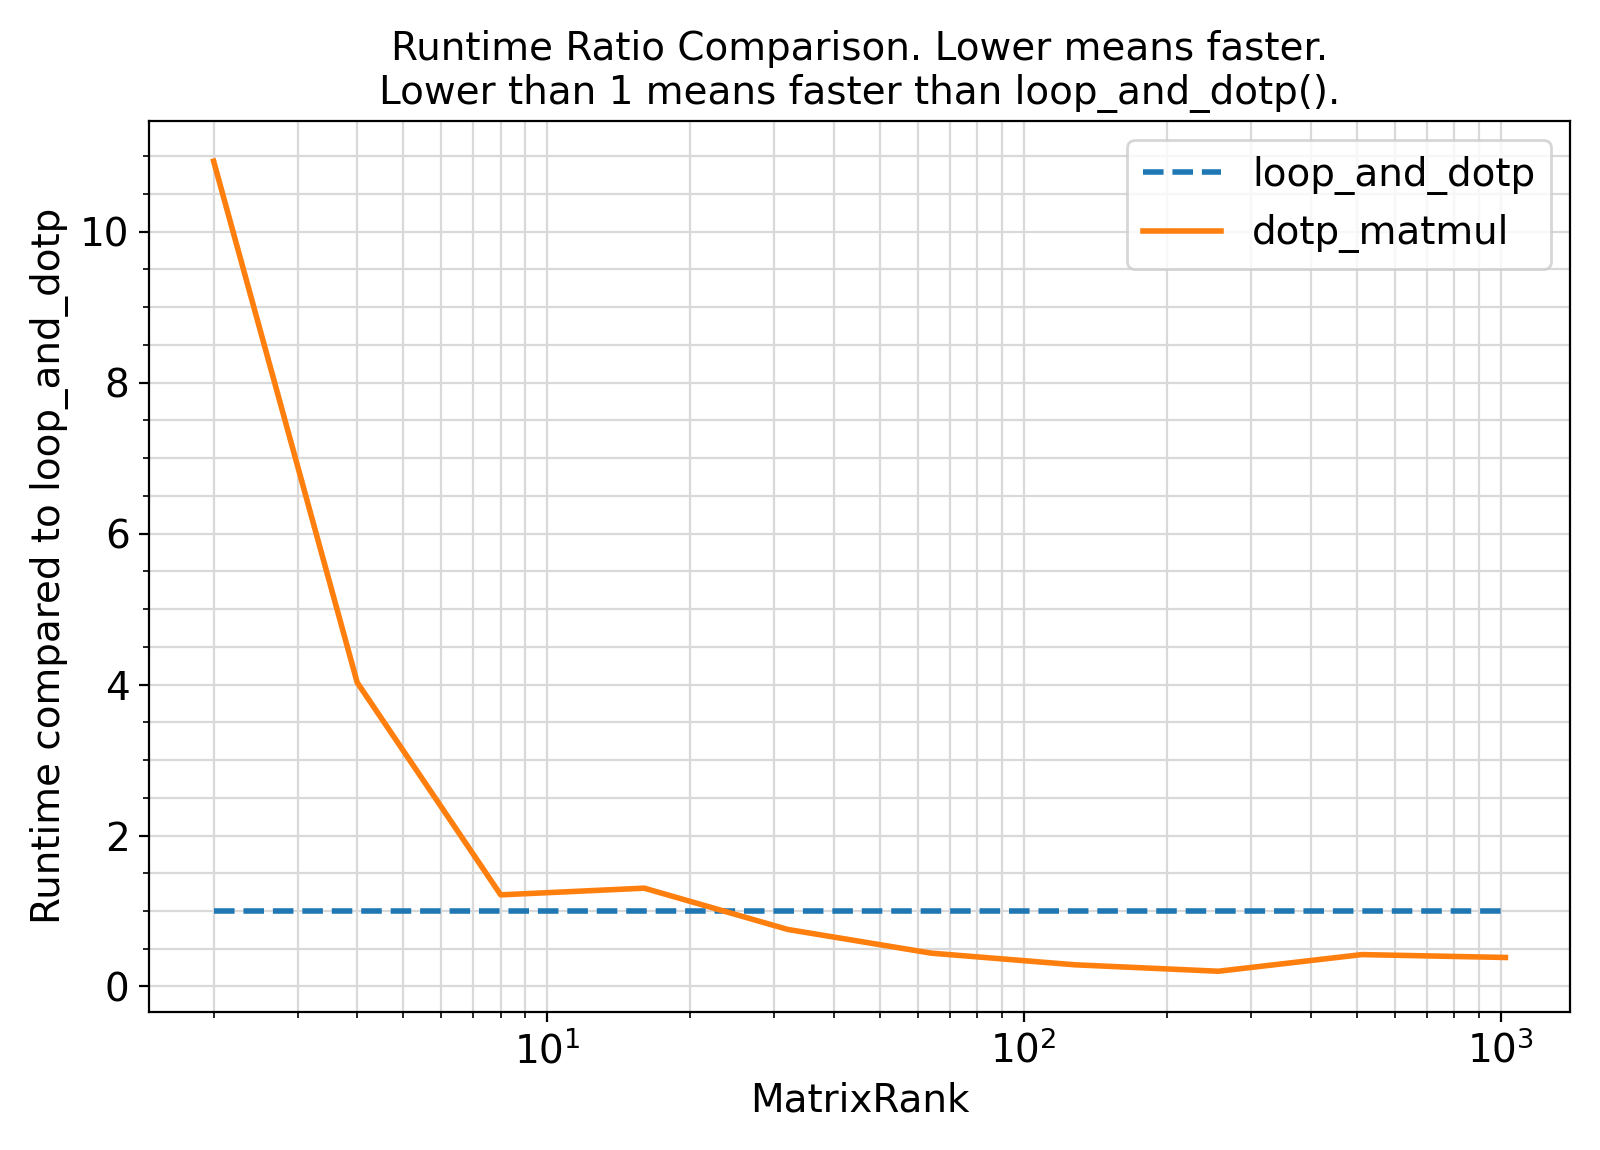 Runtime Ratio Comparison. Lower means faster.
Lower than 1 means faster than loop_and_dotp().
loop_and_dotp
dotp_matmul
Runtime compared to loop_and_dotp
10
8
6
4
2
0
10¹
10²
10³
MatrixRank